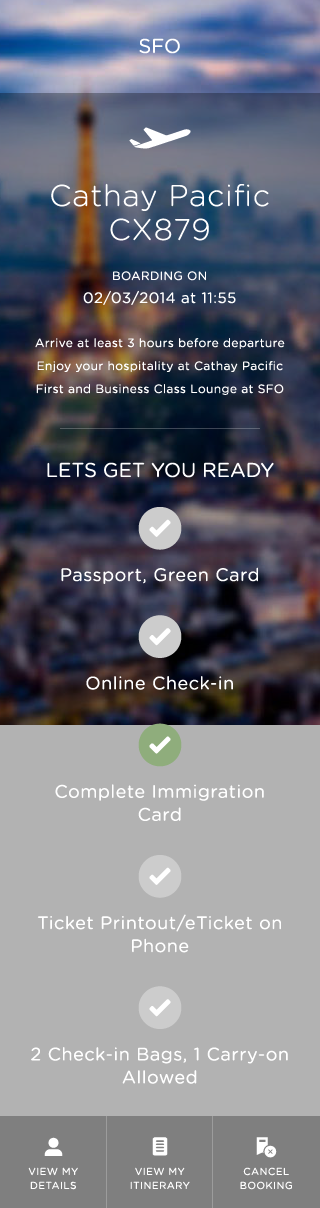 SFO
Cathay Pacific
CX879
BOARDING ON
02/03/2014 at 11:55
Arrive at least 3 hours before departure
Enjoy your hospitality at Cathay Pacific
First and Business Class Lounge at SFO
LETS GET YOU READY
Passport, Green Card
Online Check-in
Complete Immigration
Card
Ticket Printout/eTicket on
Phone
2 Check-in Bags, 1 Carry-on
Allowed
VIEW MY
DETAILS
VIEW MY
ITINERARY
CANCEL
BOOKING